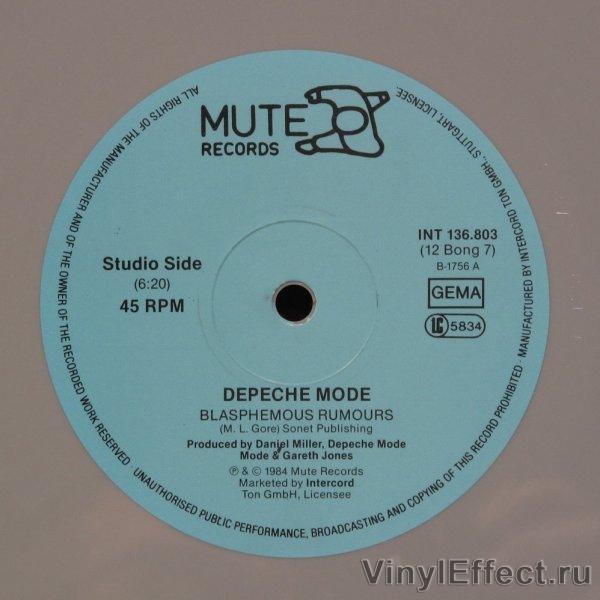 MUTE
RECORDS
Studio Side
(6:20)
45 RPM
INT 136.803
(12 Bong 7)
B-1756 A
GEMA
LC 5834
DEPECHE MODE
BLASPHEMOUS RUMOURS
(M. L. Gore) Sonet Publishing
Produced by Daniel Miller, Depeche Mode
Mode & Gareth Jones
℗ & © 1984 Mute Records
Marketed by Intercord
Ton GmbH, Licensee
ALL RIGHTS OF THE MANUFACTURER AND OF THE OWNER OF THE RECORDED WORK RESERVED · UNAUTHORISED PUBLIC PERFORMANCE, BROADCASTING AND COPYING OF THIS RECORD PROHIBITED · MANUFACTURED BY INTERCORD TON GMBH., STUTTGART, LICENSEE.
VinylEffect.ru